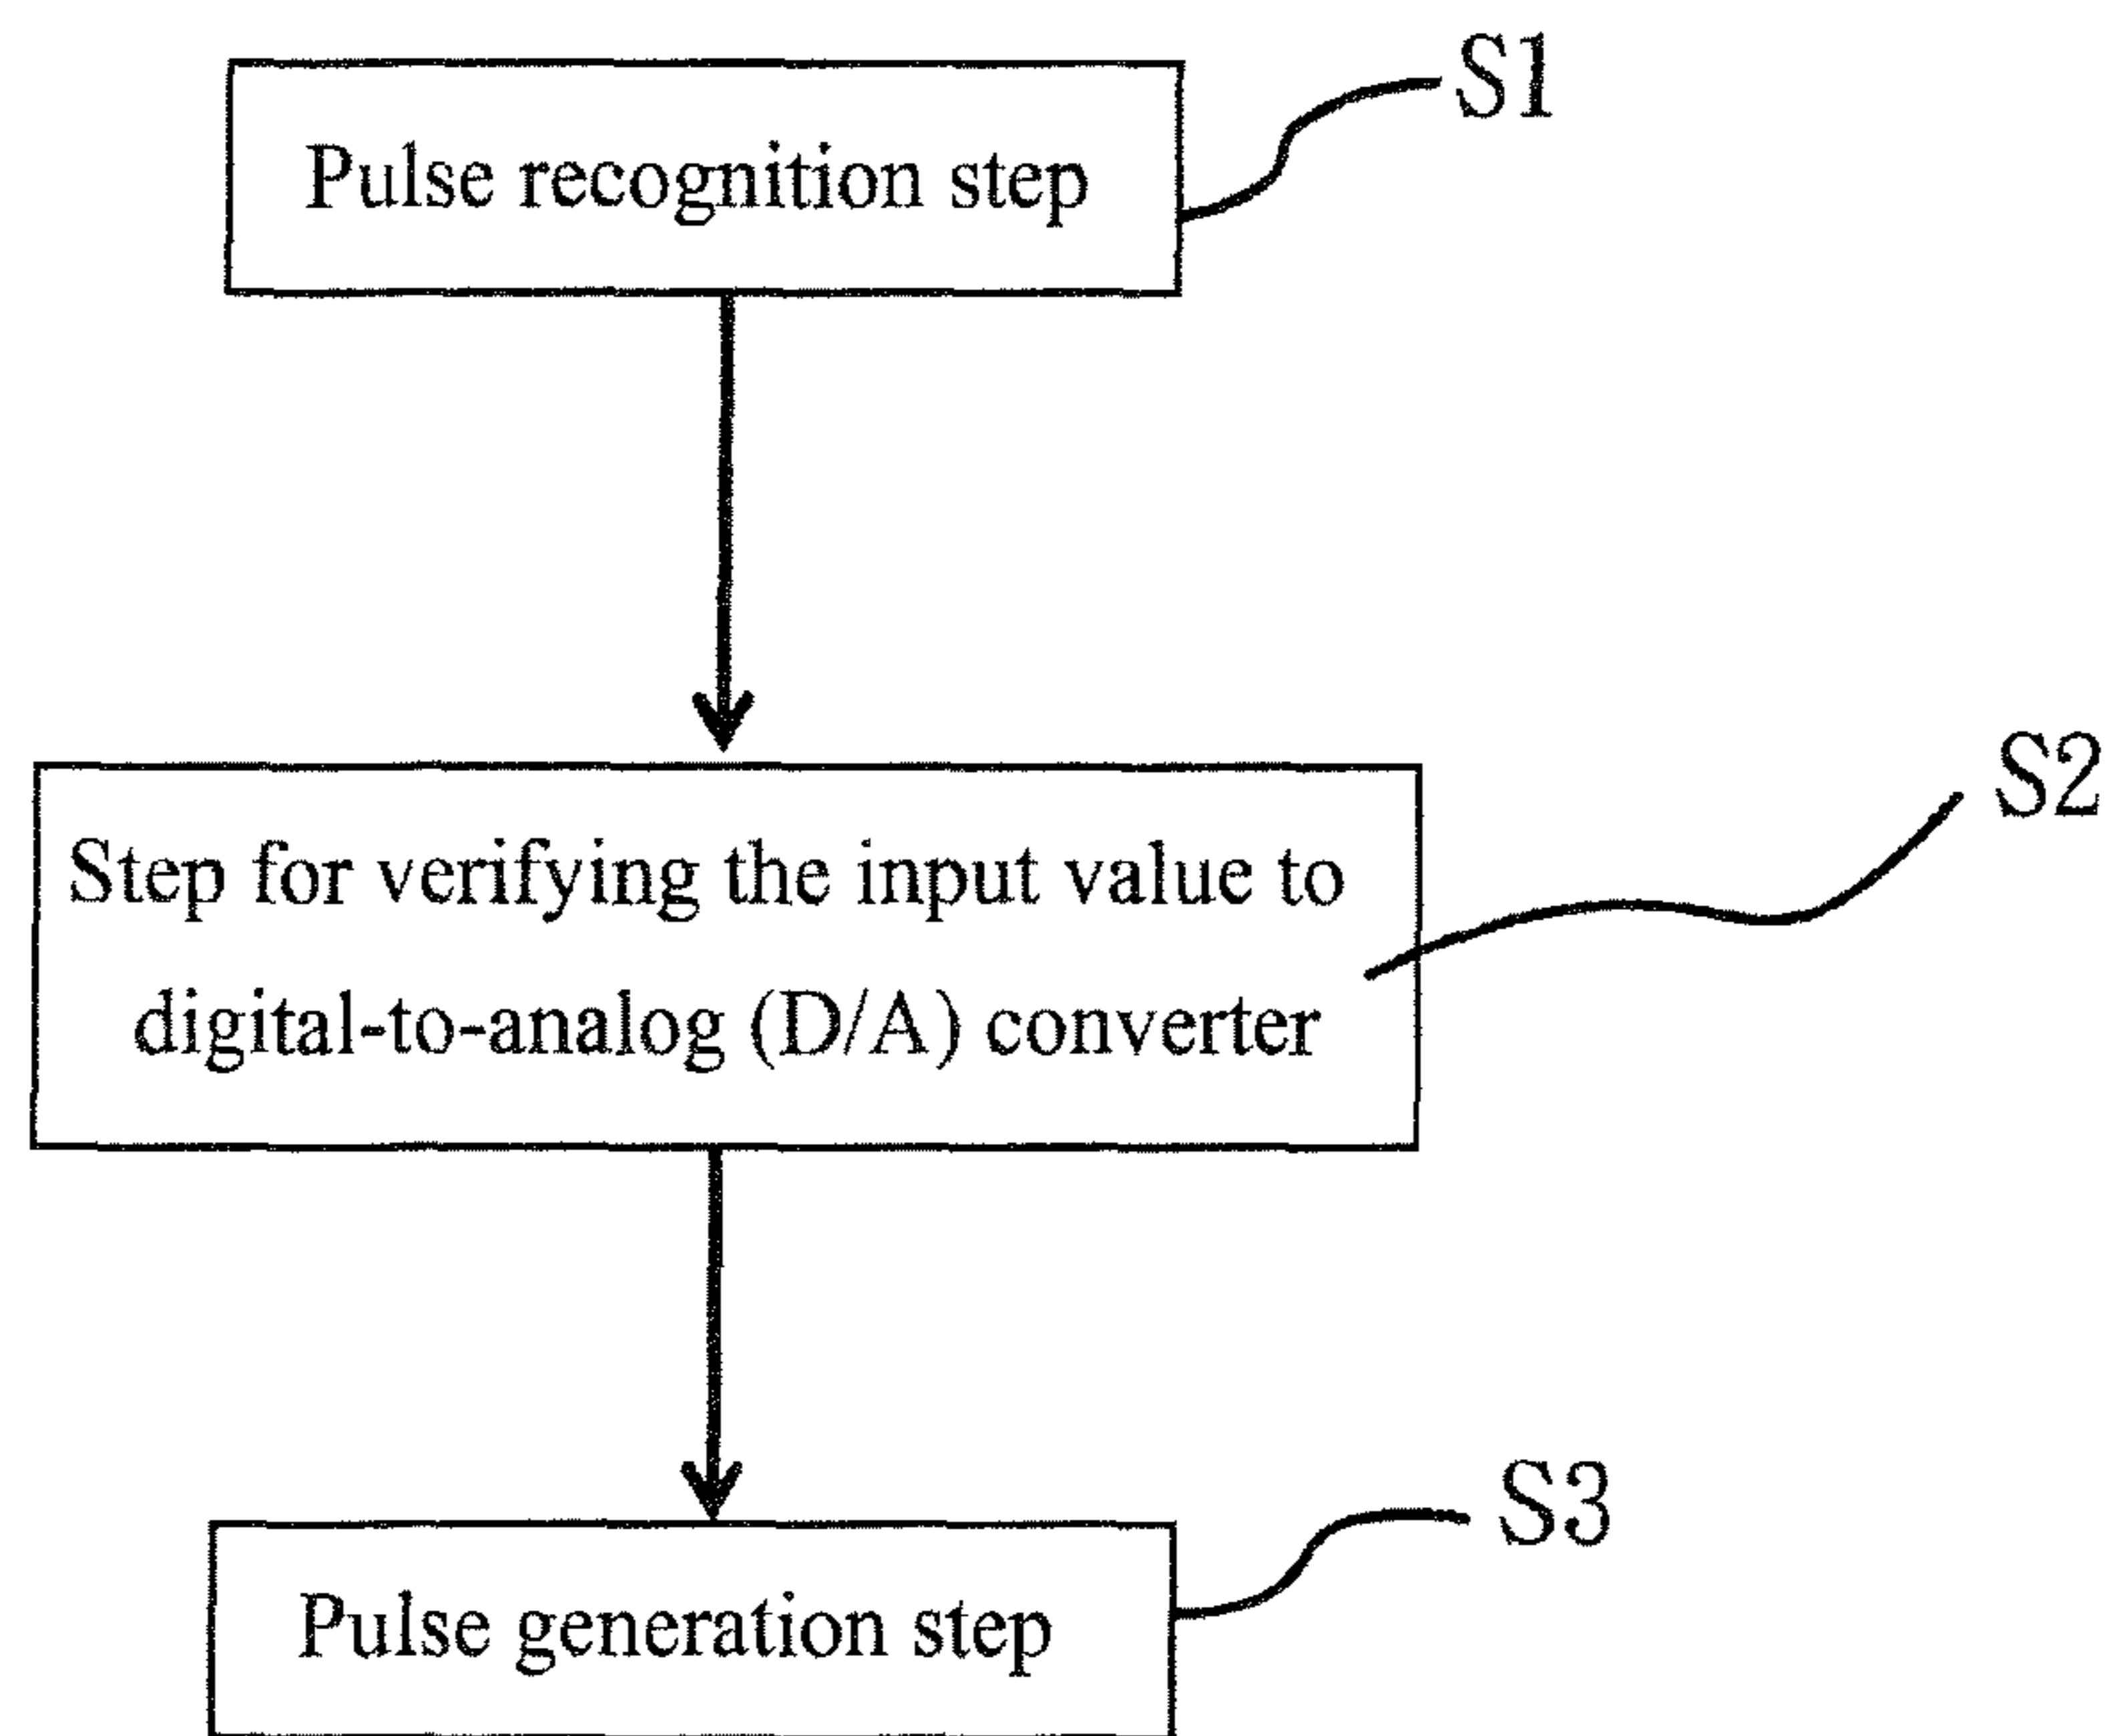 S1
Pulse recognition step
S2
Step for verifying the input value to
digital-to-analog (D/A) converter
S3
Pulse generation step